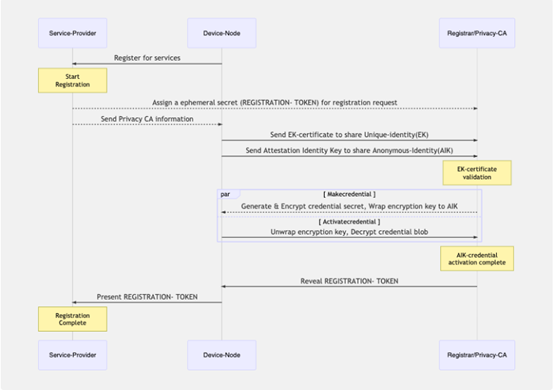 Service-Provider
Device-Node
Registrar/Privacy-CA
Register for services
Start
Registration
Assign a ephemeral secret (REGISTRATION- TOKEN) for registration request
Send Privacy CA information
Send EK-certificate to share Unique-identity(EK)
Send Attestation Identity Key to share Anonymous-Identity(AIK)
EK-certificate
validation
par
[ Makecredential ]
Generate & Encrypt credential secret, Wrap encryption key to AIK
[ Activatecredential ]
Unwrap encryption key, Decrypt credential blob
AIK-credential
activation complete
Reveal REGISTRATION- TOKEN
Present REGISTRATION- TOKEN
Registration
Complete
Service-Provider
Device-Node
Registrar/Privacy-CA